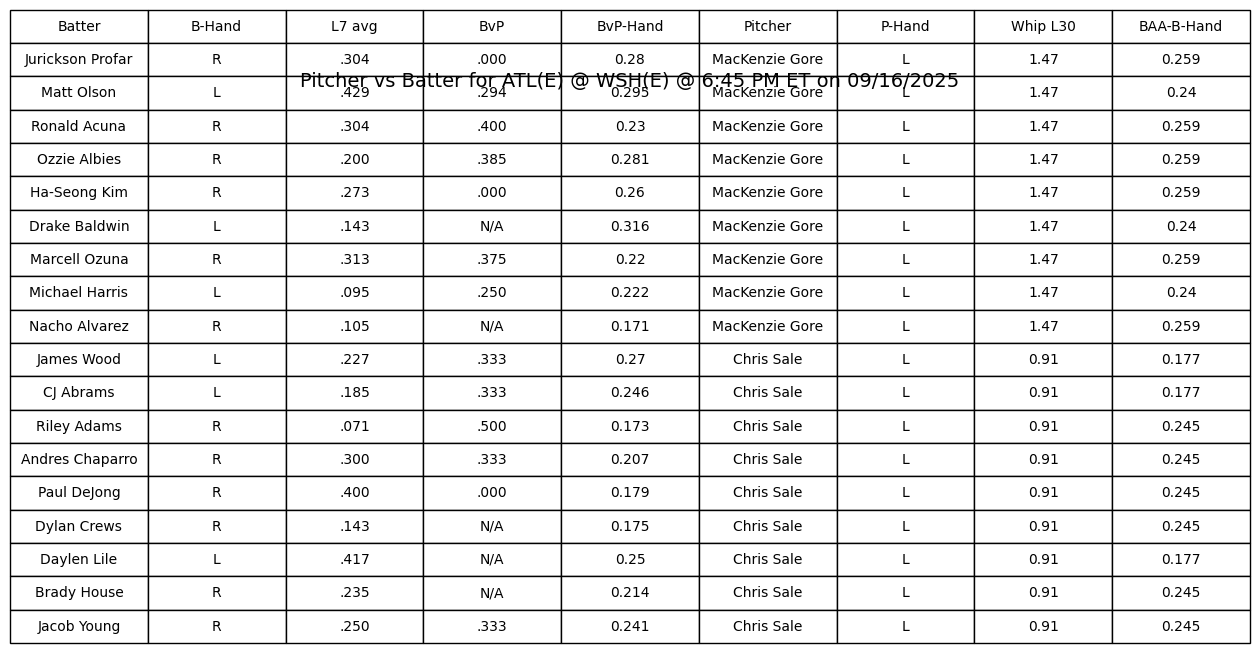 Batter B-Hand L7 avg BvP BvP-Hand Pitcher P-Hand Whip L30 BAA-B-Hand
Jurickson Profar R .304 .000 0.28 MacKenzie Gore L 1.47 0.259
Pitcher vs Batter for ATL(E) @ WSH(E) @ 6:45 PM ET on 09/16/2025
Matt Olson L .429 .294 0.295 MacKenzie Gore L 1.47 0.24
Ronald Acuna R .304 .400 0.23 MacKenzie Gore L 1.47 0.259
Ozzie Albies R .200 .385 0.281 MacKenzie Gore L 1.47 0.259
Ha-Seong Kim R .273 .000 0.26 MacKenzie Gore L 1.47 0.259
Drake Baldwin L .143 N/A 0.316 MacKenzie Gore L 1.47 0.24
Marcell Ozuna R .313 .375 0.22 MacKenzie Gore L 1.47 0.259
Michael Harris L .095 .250 0.222 MacKenzie Gore L 1.47 0.24
Nacho Alvarez R .105 N/A 0.171 MacKenzie Gore L 1.47 0.259
James Wood L .227 .333 0.27 Chris Sale L 0.91 0.177
CJ Abrams L .185 .333 0.246 Chris Sale L 0.91 0.177
Riley Adams R .071 .500 0.173 Chris Sale L 0.91 0.245
Andres Chaparro R .300 .333 0.207 Chris Sale L 0.91 0.245
Paul DeJong R .400 .000 0.179 Chris Sale L 0.91 0.245
Dylan Crews R .143 N/A 0.175 Chris Sale L 0.91 0.245
Daylen Lile L .417 N/A 0.25 Chris Sale L 0.91 0.177
Brady House R .235 N/A 0.214 Chris Sale L 0.91 0.245
Jacob Young R .250 .333 0.241 Chris Sale L 0.91 0.245